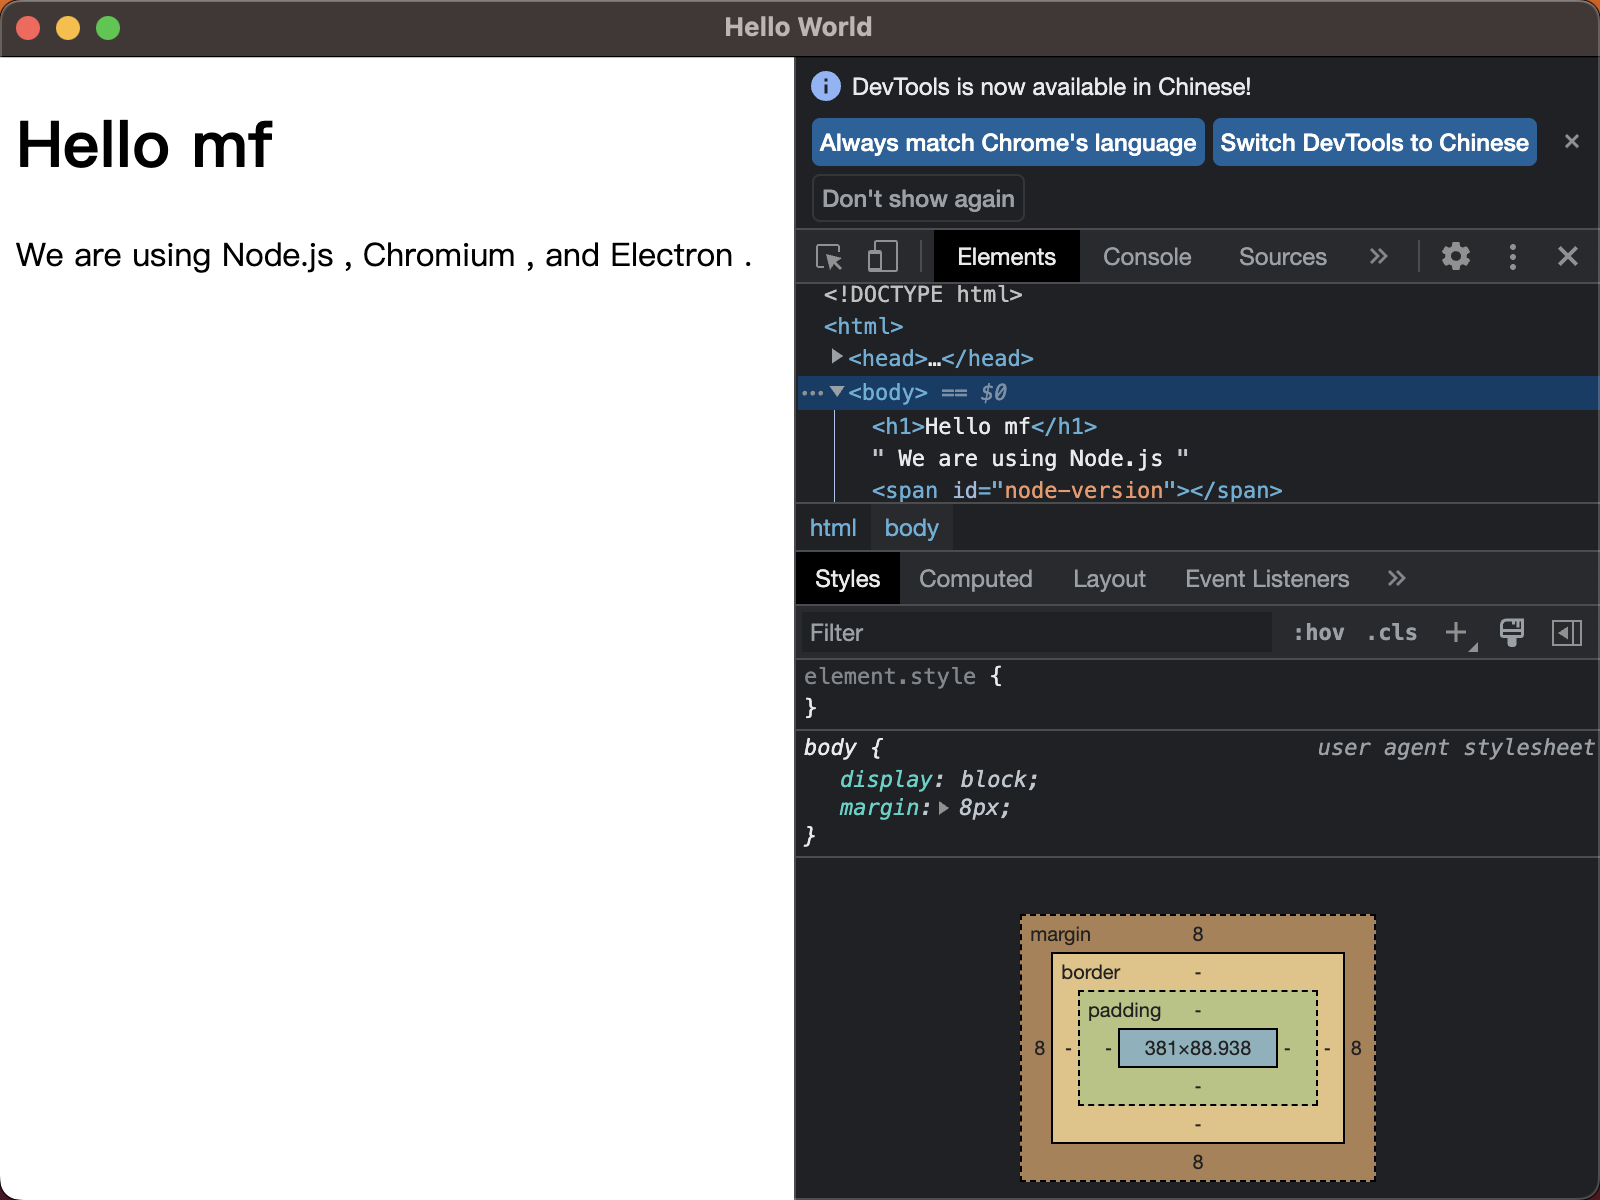 Hello World
Hello mf
We are using Node.js , Chromium , and Electron .
DevTools is now available in Chinese!
Always match Chrome's language
Switch DevTools to Chinese
Don't show again
Elements Console Sources
<!DOCTYPE html>
<html>
<head>…</head>
<body> == $0
<h1>Hello mf</h1>
" We are using Node.js "
<span id="node-version"></span>
html body
Styles Computed Layout Event Listeners
Filter :hov .cls
element.style {
}
body { user agent stylesheet
display: block;
margin: 8px;
}
margin 8
border -
padding -
8 - - 381×88.938 - - 8
-
-
8